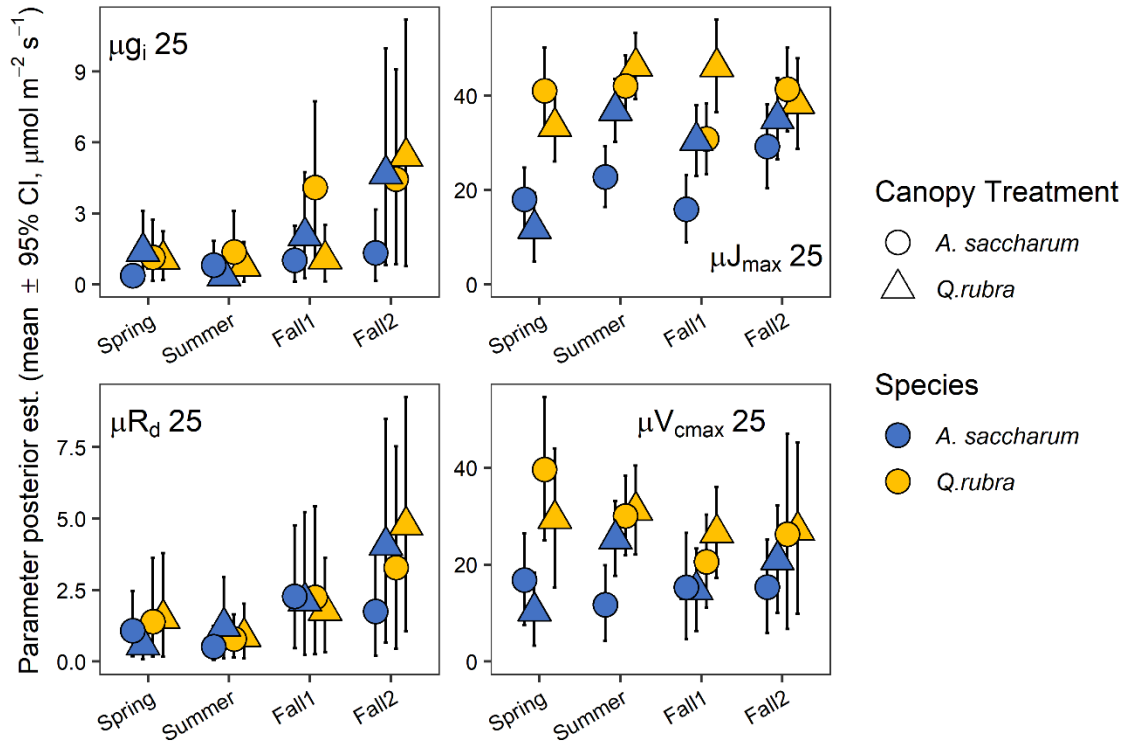 Parameter posterior est. (mean ± 95% CI, μmol m⁻² s⁻¹)
μgᵢ 25
9
6
3
0
Spring
Summer
Fall1
Fall2
μJmax 25
40
20
0
Spring
Summer
Fall1
Fall2
μRd 25
7.5
5.0
2.5
0.0
Spring
Summer
Fall1
Fall2
μVcmax 25
40
20
0
Spring
Summer
Fall1
Fall2
Canopy Treatment
A. saccharum
Q.rubra
Species
A. saccharum
Q.rubra